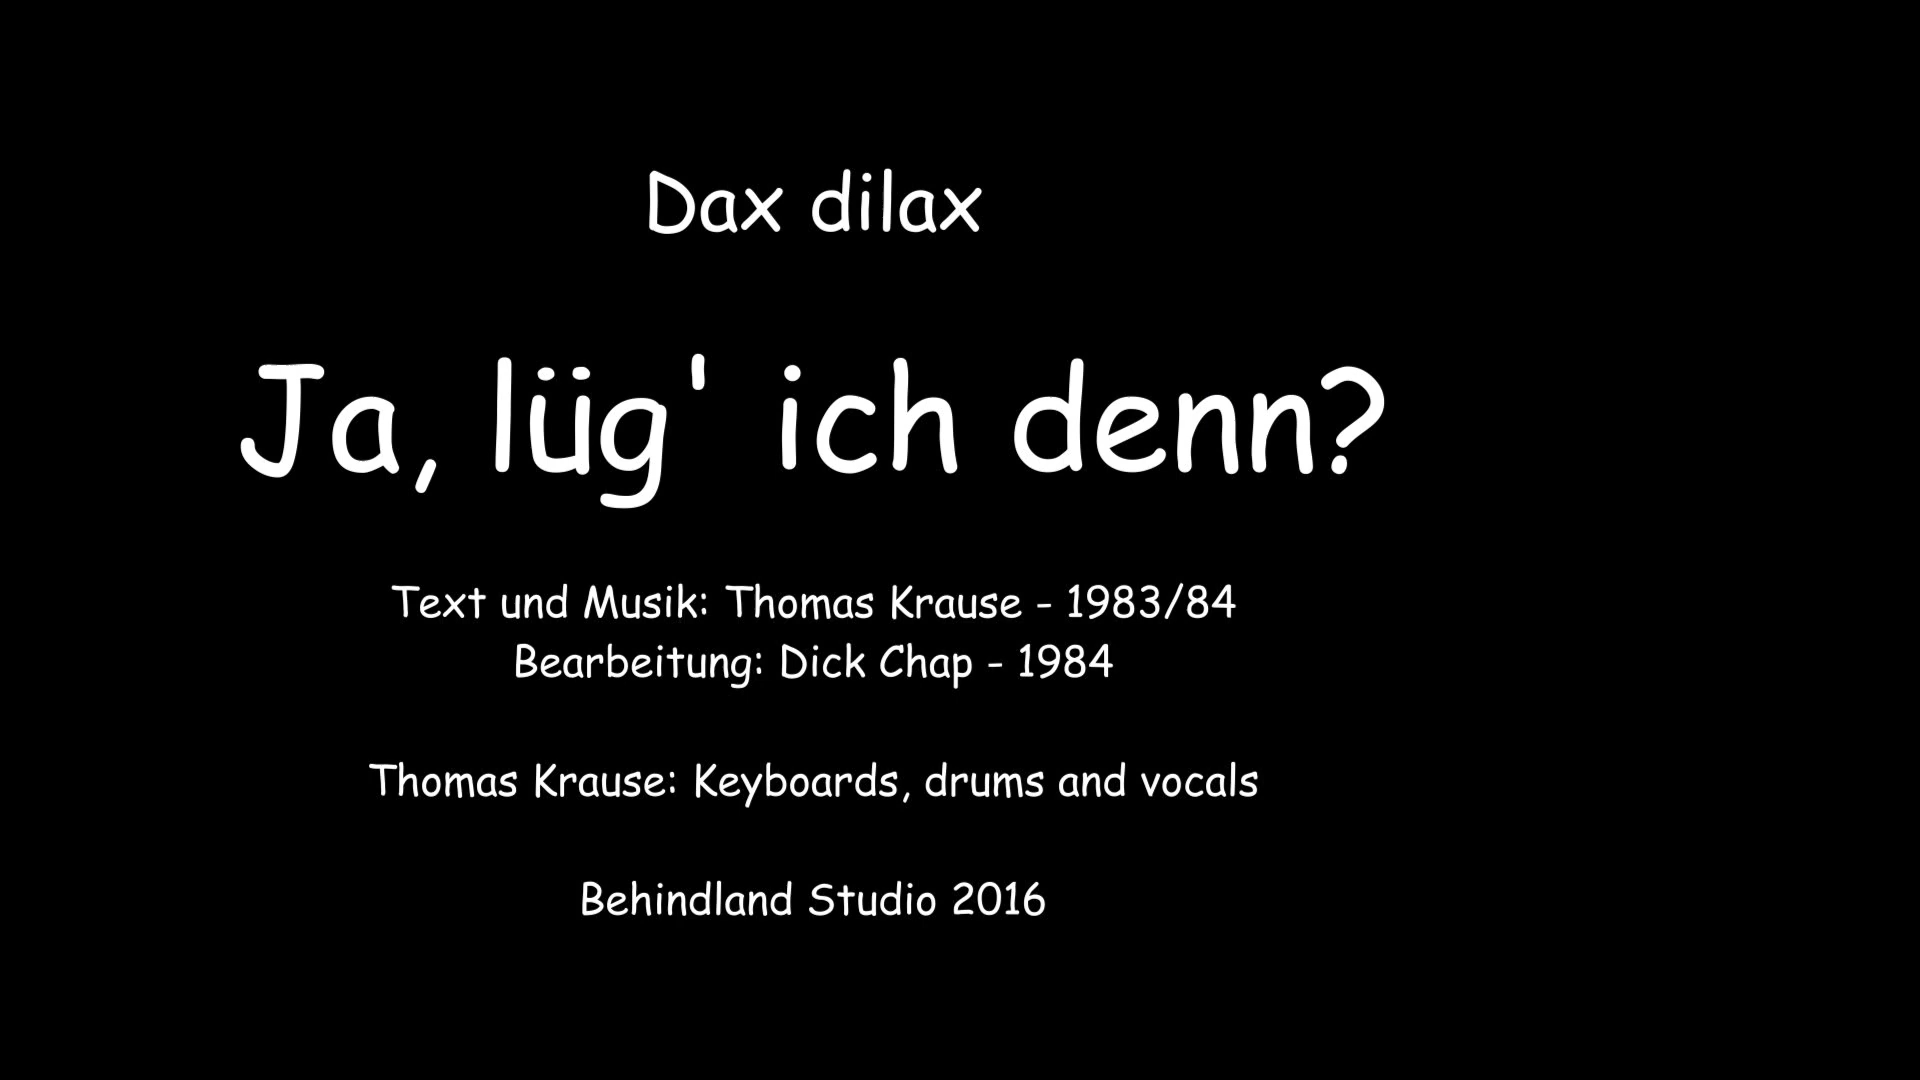 Dax dilax
Ja, lüg' ich denn?
Text und Musik: Thomas Krause - 1983/84
Bearbeitung: Dick Chap - 1984
Thomas Krause: Keyboards, drums and vocals
Behindland Studio 2016